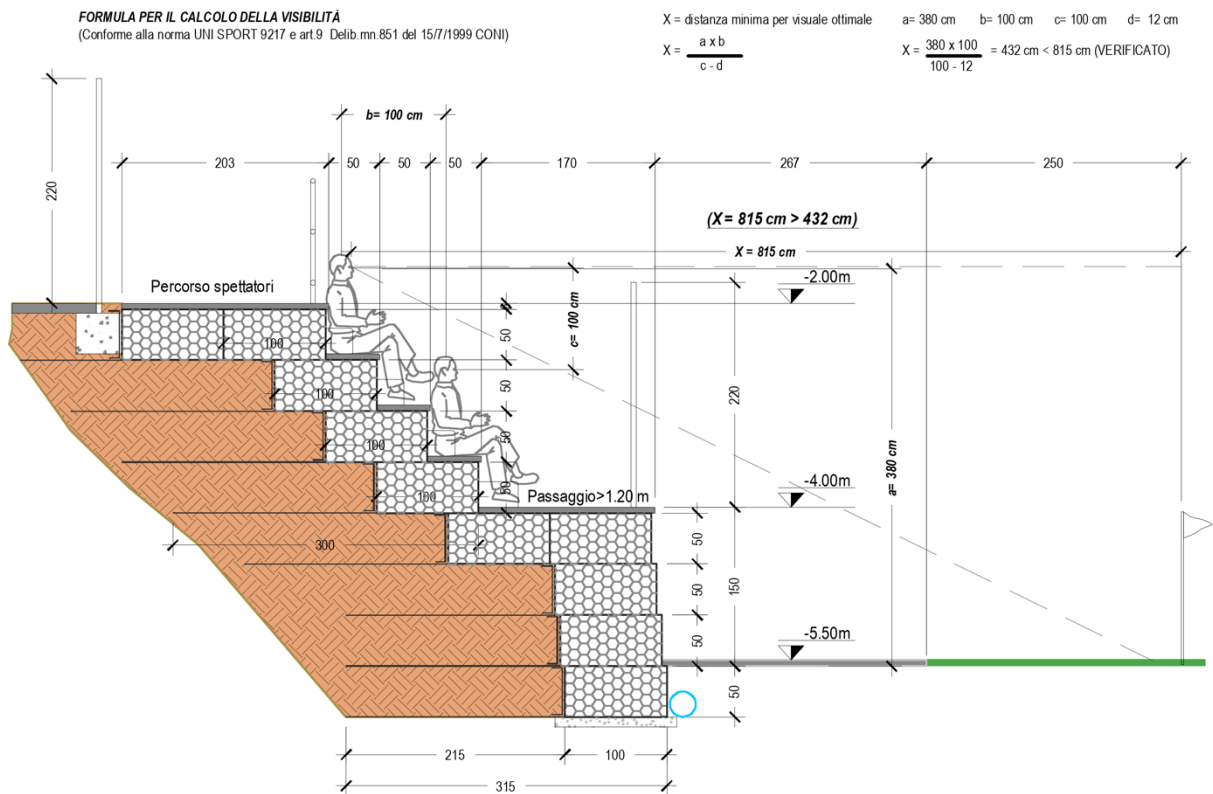 FORMULA PER IL CALCOLO DELLA VISIBILITÀ
(Conforme alla norma UNI SPORT 9217 e art.9 Delib.mn.851 del 15/7/1999 CONI)
X = distanza minima per visuale ottimale
a= 380 cm b= 100 cm c= 100 cm d= 12 cm
X = a x b
c - d
X = 380 x 100
100 - 12
= 432 cm < 815 cm (VERIFICATO)
b= 100 cm
203
50
50
50
170
267
250
220
(X = 815 cm > 432 cm)
X = 815 cm
-2.00m
Percorso spettatori
c= 100 cm
50
50
50
50
100
100
100
100
220
a= 380 cm
-4.00m
Passaggio>1.20 m
300
50
50
50
150
-5.50m
50
215
100
315